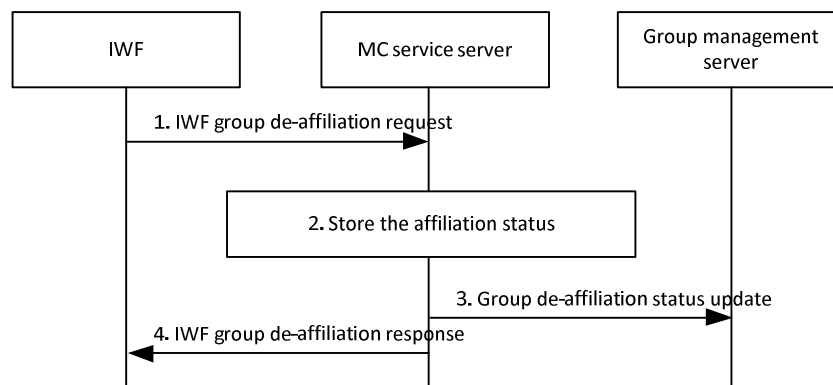 IWF
MC service server
Group management
server
1. IWF group de-affiliation request
2. Store the affiliation status
3. Group de-affiliation status update
4. IWF group de-affiliation response